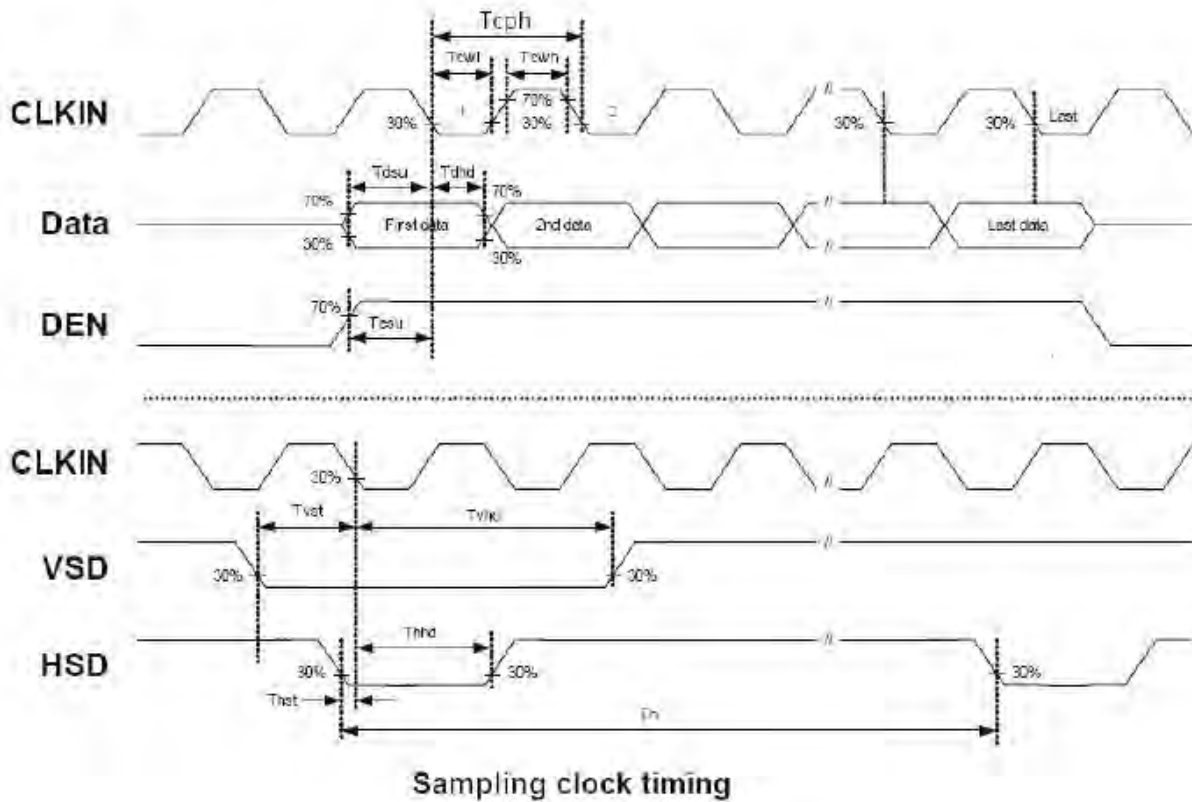 Tcph
Tcwl Tcwh
CLKIN
30% 70% 30% 30% 30% Last
Tdsu Tdhd
70% 70%
Data
First data 2nd data Last data
30% 30%
DEN
70%
Tesu
CLKIN
30%
Tvst Tvhd
VSD
30% 30%
Thhd
HSD
30% 30% 30%
Thst
Th
Sampling clock timing